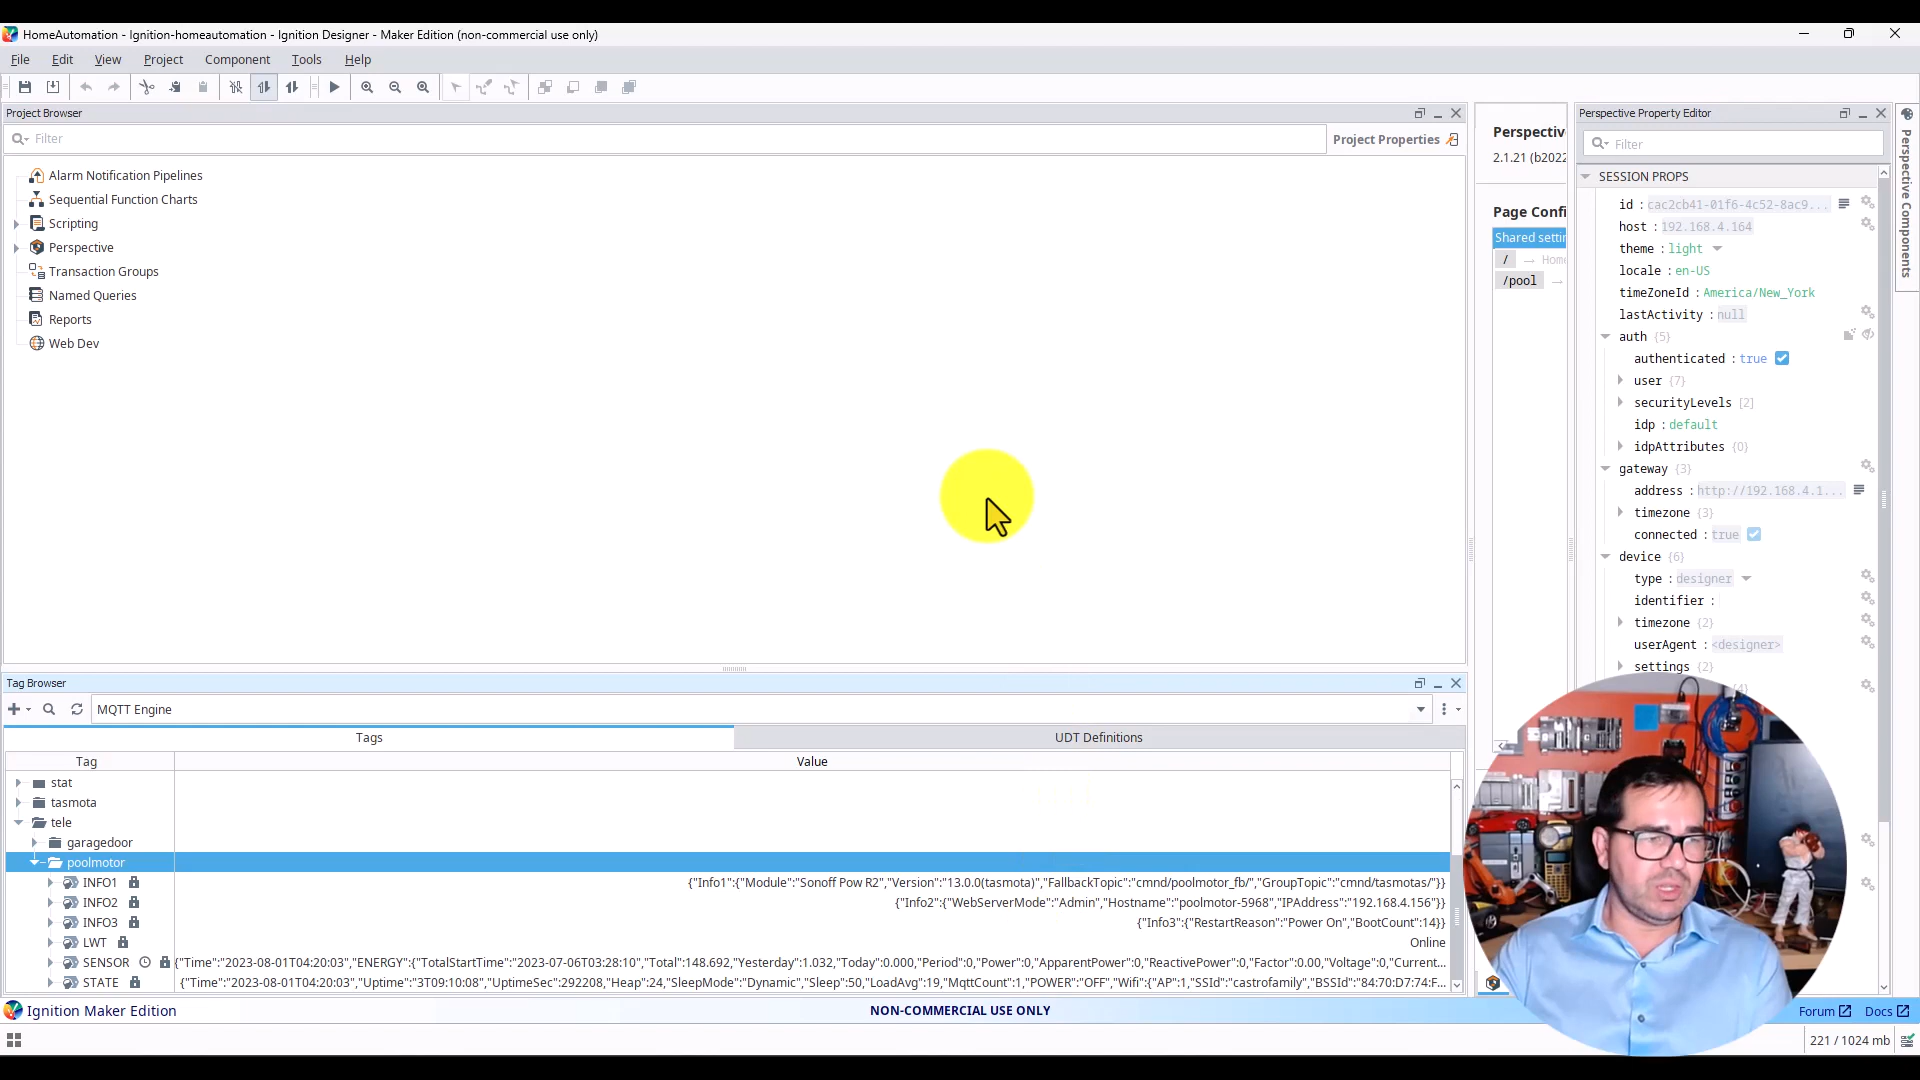 HomeAutomation - Ignition-homeautomation - Ignition Designer - Maker Edition (non-commercial use only)
File Edit View Project Component Tools Help
Project Browser
Filter
Project Properties
Alarm Notification Pipelines
Sequential Function Charts
Scripting
Perspective
Transaction Groups
Named Queries
Reports
Web Dev
Perspectiv
2.1.21 (b2022
Page Confi
Shared settin
/ → Home
/pool →
Perspective Property Editor
Filter
SESSION PROPS
id : cac2cb41-01f6-4c52-8ac9...
host : 192.168.4.164
theme : light
locale : en-US
timeZoneId : America/New_York
lastActivity : null
auth {5}
authenticated : true
user {7}
securityLevels [2]
idp : default
idpAttributes {0}
gateway {3}
address : http://192.168.4.1...
timezone {3}
connected : true
device {6}
type : designer
identifier :
timezone {2}
userAgent : <designer>
settings {2}
Perspective Components
Tag Browser
MQTT Engine
Tags UDT Definitions
Tag Value
stat
tasmota
tele
garagedoor
poolmotor
INFO1 {"Info1":{"Module":"Sonoff Pow R2","Version":"13.0.0(tasmota)","FallbackTopic":"cmnd/poolmotor_fb/","GroupTopic":"cmnd/tasmotas/"}}
INFO2 {"Info2":{"WebServerMode":"Admin","Hostname":"poolmotor-5968","IPAddress":"192.168.4.156"}}
INFO3 {"Info3":{"RestartReason":"Power On","BootCount":14}}
LWT Online
SENSOR {"Time":"2023-08-01T04:20:03","ENERGY":{"TotalStartTime":"2023-07-06T03:28:10","Total":148.692,"Yesterday":1.032,"Today":0.000,"Period":0,"Power":0,"ApparentPower":0,"ReactivePower":0,"Factor":0.00,"Voltage":0,"Current...
STATE {"Time":"2023-08-01T04:20:03","Uptime":"3T09:10:08","UptimeSec":292208,"Heap":24,"SleepMode":"Dynamic","Sleep":50,"LoadAvg":19,"MqttCount":1,"POWER":"OFF","Wifi":{"AP":1,"SSId":"castrofamily","BSSId":"84:70:D7:74:F...
Ignition Maker Edition
NON-COMMERCIAL USE ONLY
Forum Docs
221 / 1024 mb